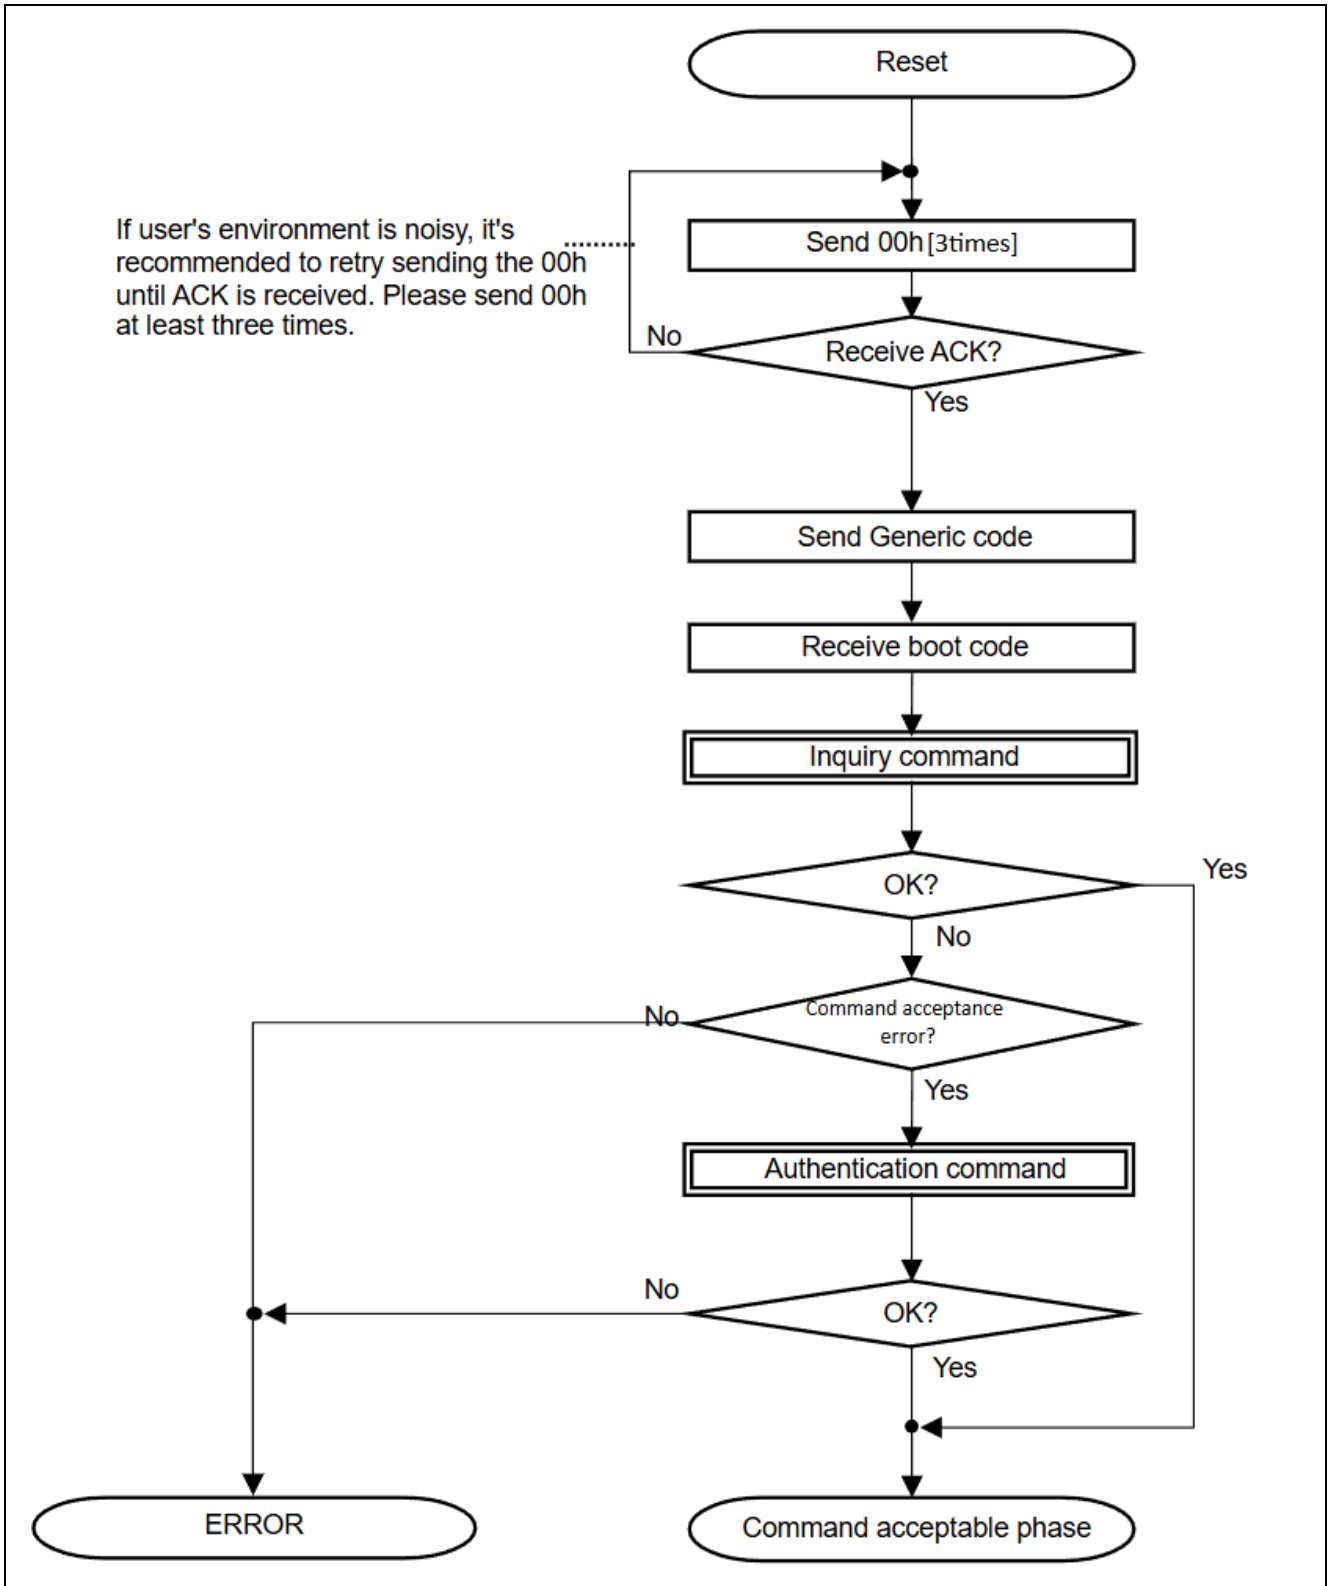 Reset
If user's environment is noisy, it's
recommended to retry sending the 00h
until ACK is received. Please send 00h
at least three times.
Send 00h[3times]
No
Receive ACK?
Yes
Send Generic code
Receive boot code
Inquiry command
OK?
Yes
No
Command acceptance
error?
No
Yes
Authentication command
No
OK?
Yes
ERROR
Command acceptable phase